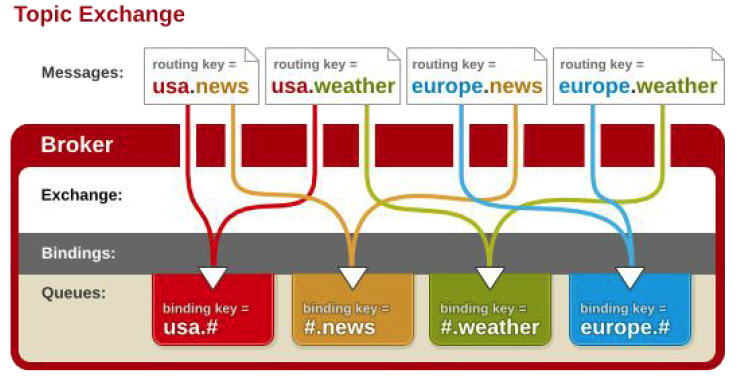 Topic Exchange
Messages:
routing key =
usa.news
routing key =
usa.weather
routing key =
europe.news
routing key =
europe.weather
Broker
Exchange:
Bindings:
Queues:
binding key =
usa.#
binding key =
#.news
binding key =
#.weather
binding key =
europe.#